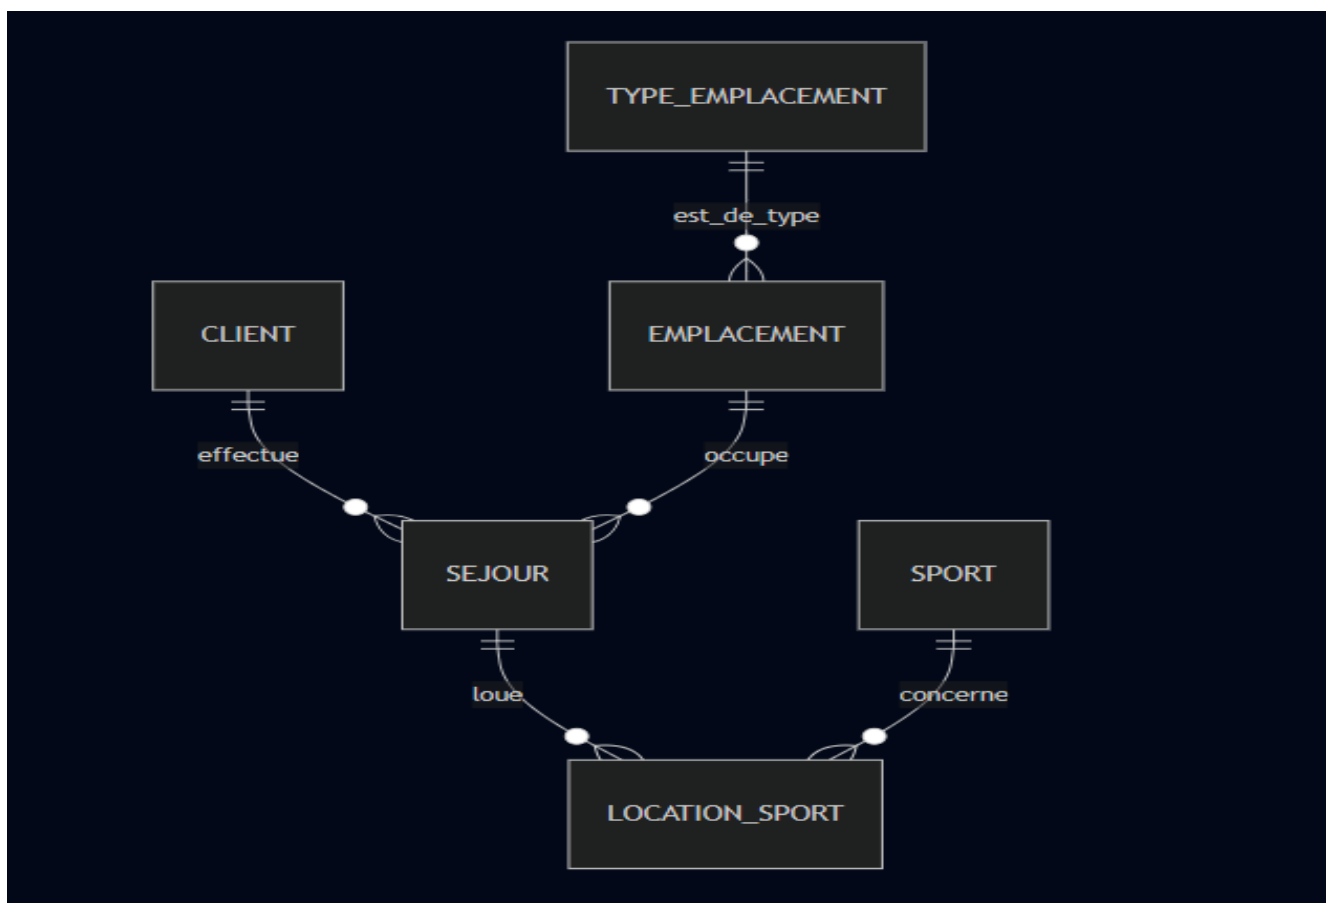 TYPE_EMPLACEMENT
est_de_type
CLIENT
EMPLACEMENT
effectue
occupe
SEJOUR
SPORT
loue
concerne
LOCATION_SPORT